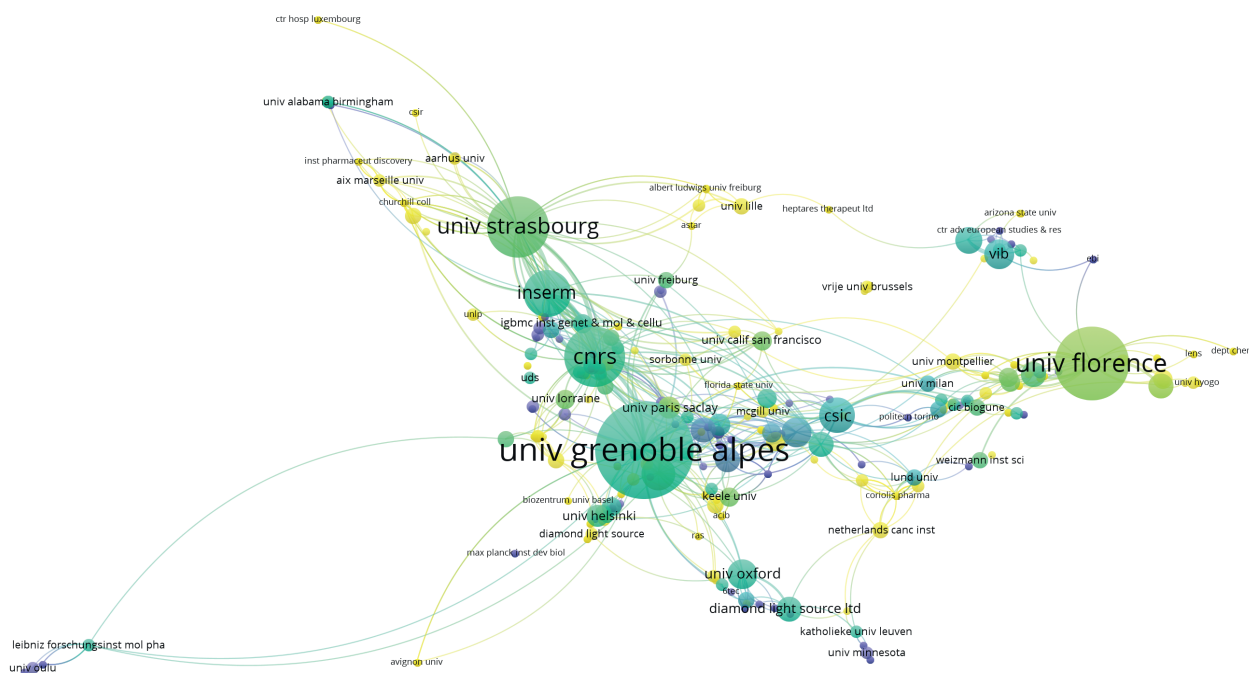 ctr hosp luxembourg
univ alabama birmingham
csir
inst pharmaceut discovery
aarhus univ
aix marseille univ
albert ludwigs univ freiburg
churchill coll
univ lille
heptares therapeut ltd
arizona state univ
univ strasbourg
astar
ctr adv european studies & res
vib
ebi
univ freiburg
inserm
vrije univ brussels
unlp
igbmc inst genet & mol & cellu
univ calif san francisco
cnrs
sorbonne univ
univ montpellier
univ florence
lens
dept cher
uds
florida state univ
univ milan
univ hyogo
univ lorraine
univ paris saclay
mcgill univ
csic
politecn torino
cic biogune
univ grenoble alpes
weizmann inst sci
lund univ
biozentrum univ basel
keele univ
coriolis pharma
univ helsinki
acib
diamond light source
ras
netherlands canc inst
max planck inst dev biol
univ oxford
diamond light source ltd
katholieke univ leuven
leibniz forschungsinst mol pha
univ minnesota
avignon univ
univ oulu